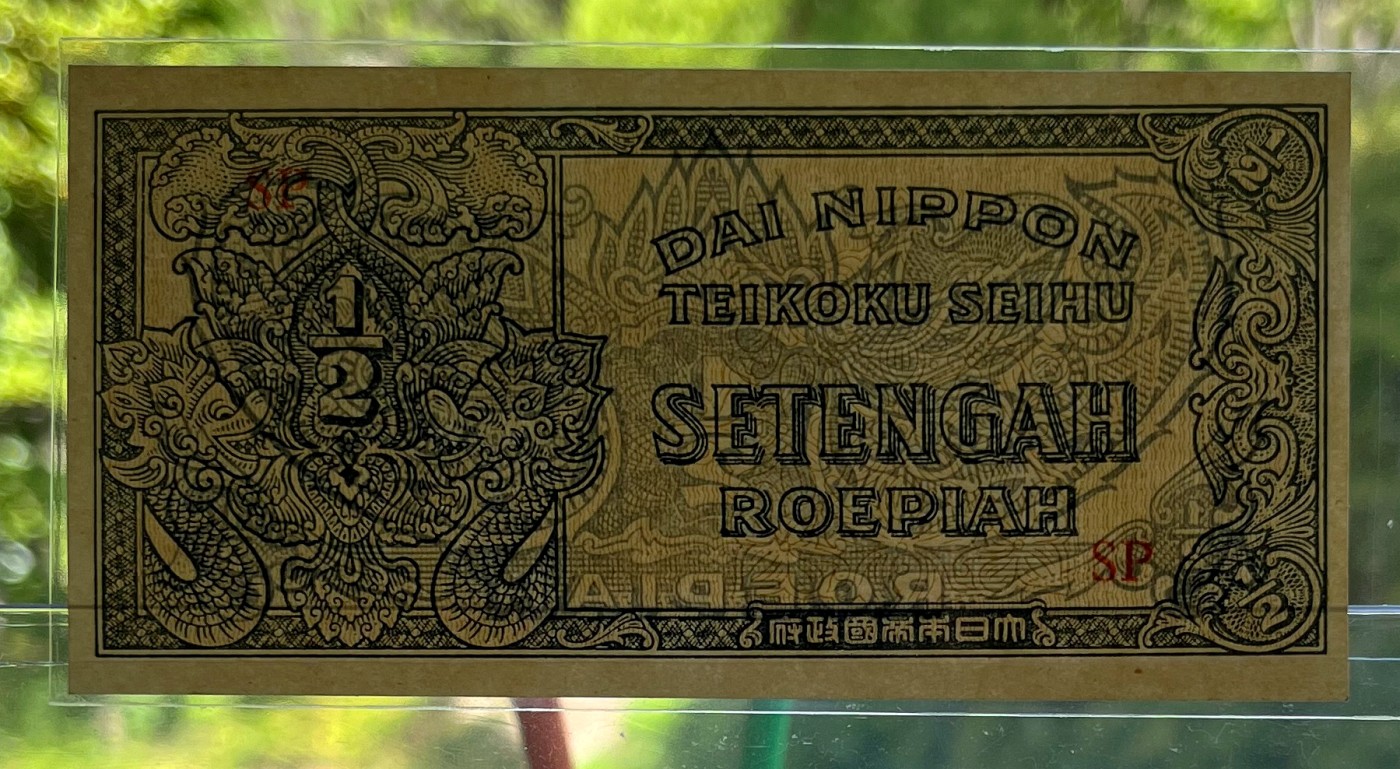 SP
1/2
1/2
DAI NIPPON
TEIKOKU SEIHU
SETENGAH
ROEPIAH
SP
1/2
府政國帝本日大